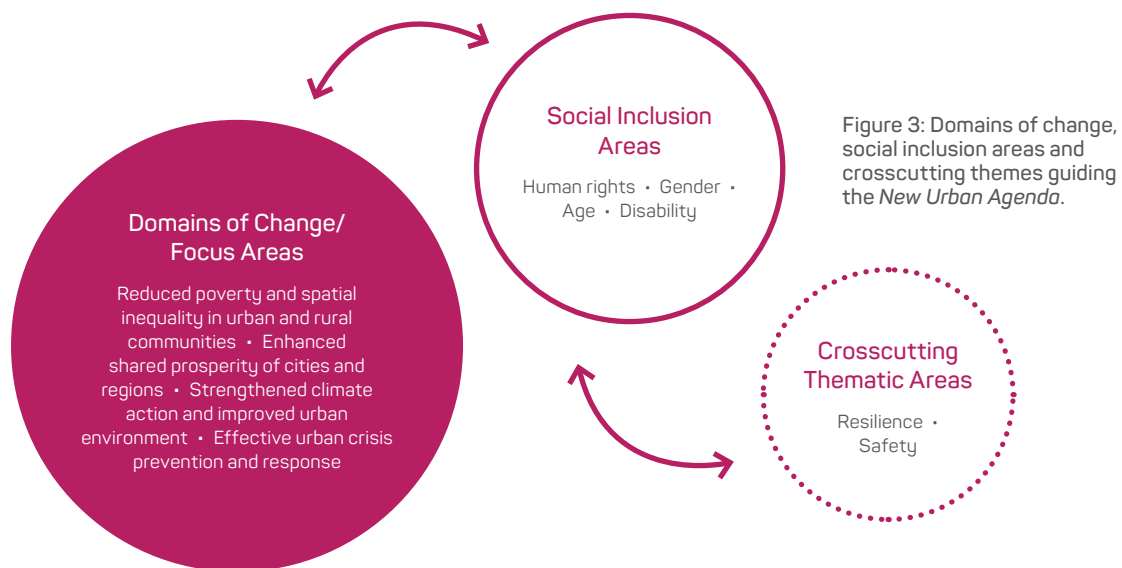 Domains of Change/
Focus Areas
Reduced poverty and spatial
inequality in urban and rural
communities • Enhanced
shared prosperity of cities and
regions • Strengthened climate
action and improved urban
environment • Effective urban crisis
prevention and response
Social Inclusion
Areas
Human rights • Gender •
Age • Disability
Figure 3: Domains of change,
social inclusion areas and
crosscutting themes guiding
the New Urban Agenda.
Crosscutting
Thematic Areas
Resilience •
Safety